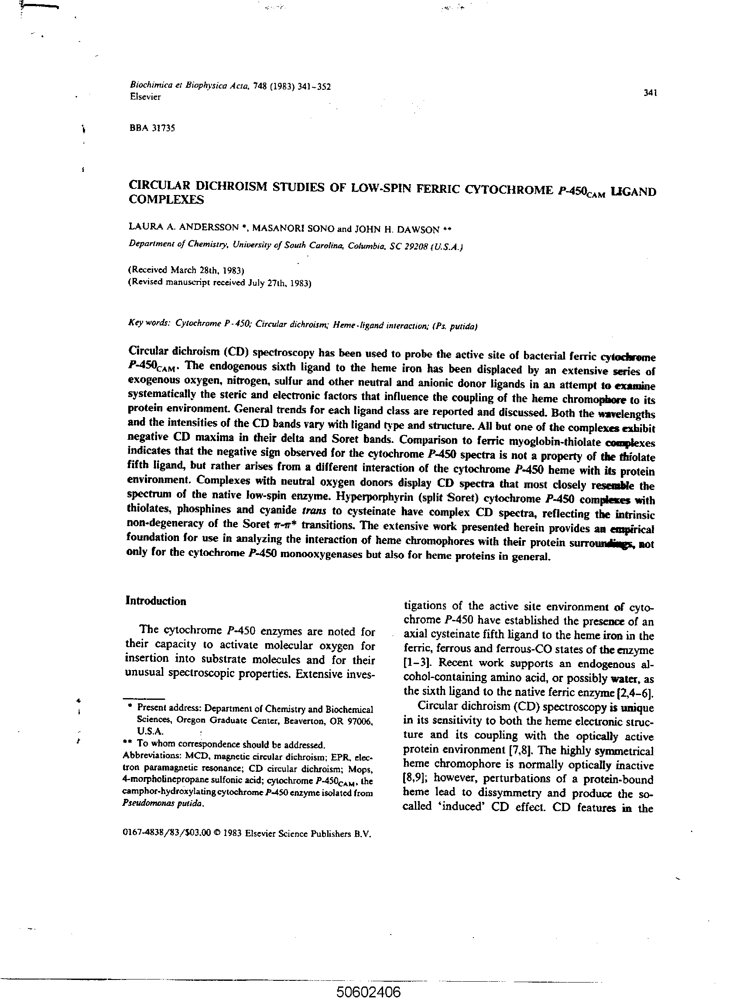 Biochimica et Biophysica Acta, 748 (1983) 341-352
Elsevier
341
BBA 31735
CIRCULAR DICHROISM STUDIES OF LOW-SPIN FERRIC CYTOCHROME P-450CAM LIGAND
COMPLEXES
LAURA A. ANDERSSON *, MASANORI SONO and JOHN H. DAWSON **
Department of Chemistry, University of South Carolina, Columbia, SC 29208 (U.S.A.)
(Received March 28th, 1983)
(Revised manuscript received July 27th, 1983)
Key words: Cytochrome P-450; Circular dichroism; Heme-ligand interaction; (Ps. putida)
Circular dichroism (CD) spectroscopy has been used to probe the active site of bacterial ferric cytochrome
P-450CAM. The endogenous sixth ligand to the heme iron has been displaced by an extensive series of
exogenous oxygen, nitrogen, sulfur and other neutral and anionic donor ligands in an attempt to examine
systematically the steric and electronic factors that influence the coupling of the heme chromophore to its
protein environment. General trends for each ligand class are reported and discussed. Both the wavelengths
and the intensities of the CD bands vary with ligand type and structure. All but one of the complexes exhibit
negative CD maxima in their delta and Soret bands. Comparison to ferric myoglobin-thiolate complexes
indicates that the negative sign observed for the cytochrome P-450 spectra is not a property of the thiolate
fifth ligand, but rather arises from a different interaction of the cytochrome P-450 heme with its protein
environment. Complexes with neutral oxygen donors display CD spectra that most closely resemble the
spectrum of the native low-spin enzyme. Hyperporphyrin (split Soret) cytochrome P-450 complexes with
thiolates, phosphines and cyanide trans to cysteinate have complex CD spectra, reflecting the intrinsic
non-degeneracy of the Soret π-π* transitions. The extensive work presented herein provides an empirical
foundation for use in analyzing the interaction of heme chromophores with their protein surroundings, not
only for the cytochrome P-450 monooxygenases but also for heme proteins in general.
Introduction
The cytochrome P-450 enzymes are noted for
their capacity to activate molecular oxygen for
insertion into substrate molecules and for their
unusual spectroscopic properties. Extensive inves-
* Present address: Department of Chemistry and Biochemical
Sciences, Oregon Graduate Center, Beaverton, OR 97006,
U.S.A.
** To whom correspondence should be addressed.
Abbreviations: MCD, magnetic circular dichroism; EPR, elec-
tron paramagnetic resonance; CD circular dichroism; Mops,
4-morpholinepropane sulfonic acid; cytochrome P-450CAM, the
camphor-hydroxylating cytochrome P-450 enzyme isolated from
Pseudomonas putida.
0167-4838/83/$03.00 © 1983 Elsevier Science Publishers B.V.
tigations of the active site environment of cyto-
chrome P-450 have established the presence of an
axial cysteinate fifth ligand to the heme iron in the
ferric, ferrous and ferrous-CO states of the enzyme
[1-3]. Recent work supports an endogenous al-
cohol-containing amino acid, or possibly water, as
the sixth ligand to the native ferric enzyme [2,4-6].
Circular dichroism (CD) spectroscopy is unique
in its sensitivity to both the heme electronic struc-
ture and its coupling with the optically active
protein environment [7,8]. The highly symmetrical
heme chromophore is normally optically inactive
[8,9]; however, perturbations of a protein-bound
heme lead to dissymmetry and produce the so-
called 'induced' CD effect. CD features in the
50602406